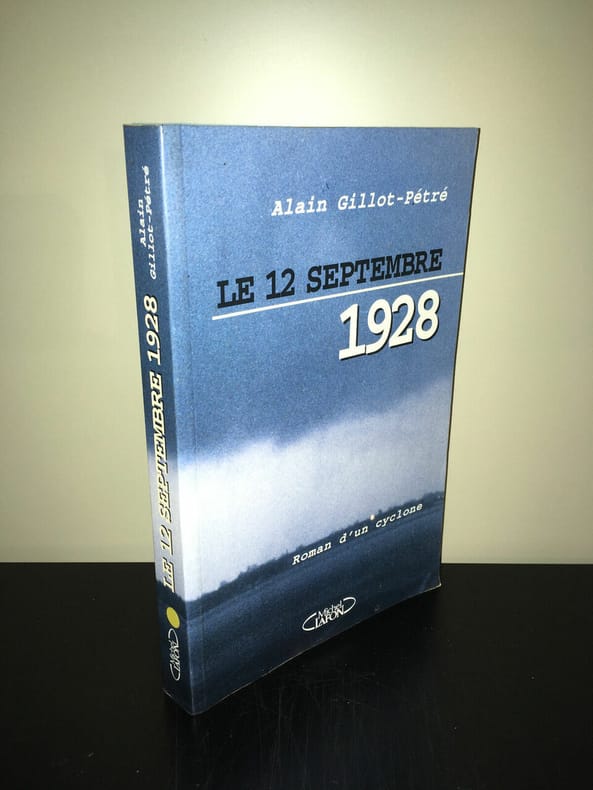 Alain Gillot-Pétré
LE 12 SEPTEMBRE
1928
Roman d'un cyclone
Michel
LAFON
Alain
Gillot-Pétré
LE 12 SEPTEMBRE 1928
Michel
LAFON